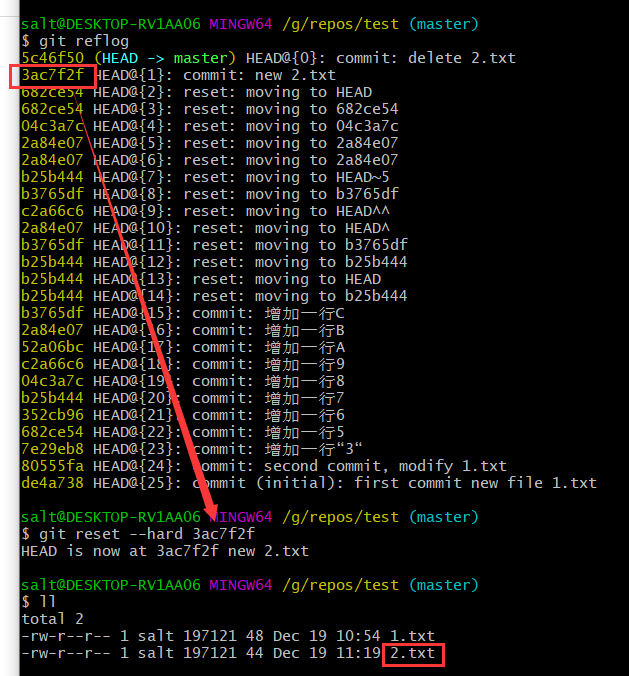 salt@DESKTOP-RV1AA06 MINGW64 /g/repos/test (master)
$ git reflog
5c46f50 (HEAD -> master) HEAD@{0}: commit: delete 2.txt
3ac7f2f HEAD@{1}: commit: new 2.txt
682ce54 HEAD@{2}: reset: moving to HEAD
682ce54 HEAD@{3}: reset: moving to 682ce54
04c3a7c HEAD@{4}: reset: moving to 04c3a7c
2a84e07 HEAD@{5}: reset: moving to 2a84e07
2a84e07 HEAD@{6}: reset: moving to 2a84e07
b25b444 HEAD@{7}: reset: moving to HEAD~5
b3765df HEAD@{8}: reset: moving to b3765df
c2a66c6 HEAD@{9}: reset: moving to HEAD^^
2a84e07 HEAD@{10}: reset: moving to HEAD^
b3765df HEAD@{11}: reset: moving to b3765df
b25b444 HEAD@{12}: reset: moving to b25b444
b25b444 HEAD@{13}: reset: moving to HEAD
b25b444 HEAD@{14}: reset: moving to b25b444
b3765df HEAD@{15}: commit: 增加一行C
2a84e07 HEAD@{16}: commit: 增加一行B
52a06bc HEAD@{17}: commit: 增加一行A
c2a66c6 HEAD@{18}: commit: 增加一行9
04c3a7c HEAD@{19}: commit: 增加一行8
b25b444 HEAD@{20}: commit: 增加一行7
352cb96 HEAD@{21}: commit: 增加一行6
682ce54 HEAD@{22}: commit: 增加一行5
7e29eb8 HEAD@{23}: commit: 增加一行“3“
80555fa HEAD@{24}: commit: second commit, modify 1.txt
de4a738 HEAD@{25}: commit (initial): first commit new file 1.txt
salt@DESKTOP-RV1AA06 MINGW64 /g/repos/test (master)
$ git reset --hard 3ac7f2f
HEAD is now at 3ac7f2f new 2.txt
salt@DESKTOP-RV1AA06 MINGW64 /g/repos/test (master)
$ ll
total 2
-rw-r--r-- 1 salt 197121 48 Dec 19 10:54 1.txt
-rw-r--r-- 1 salt 197121 44 Dec 19 11:19 2.txt